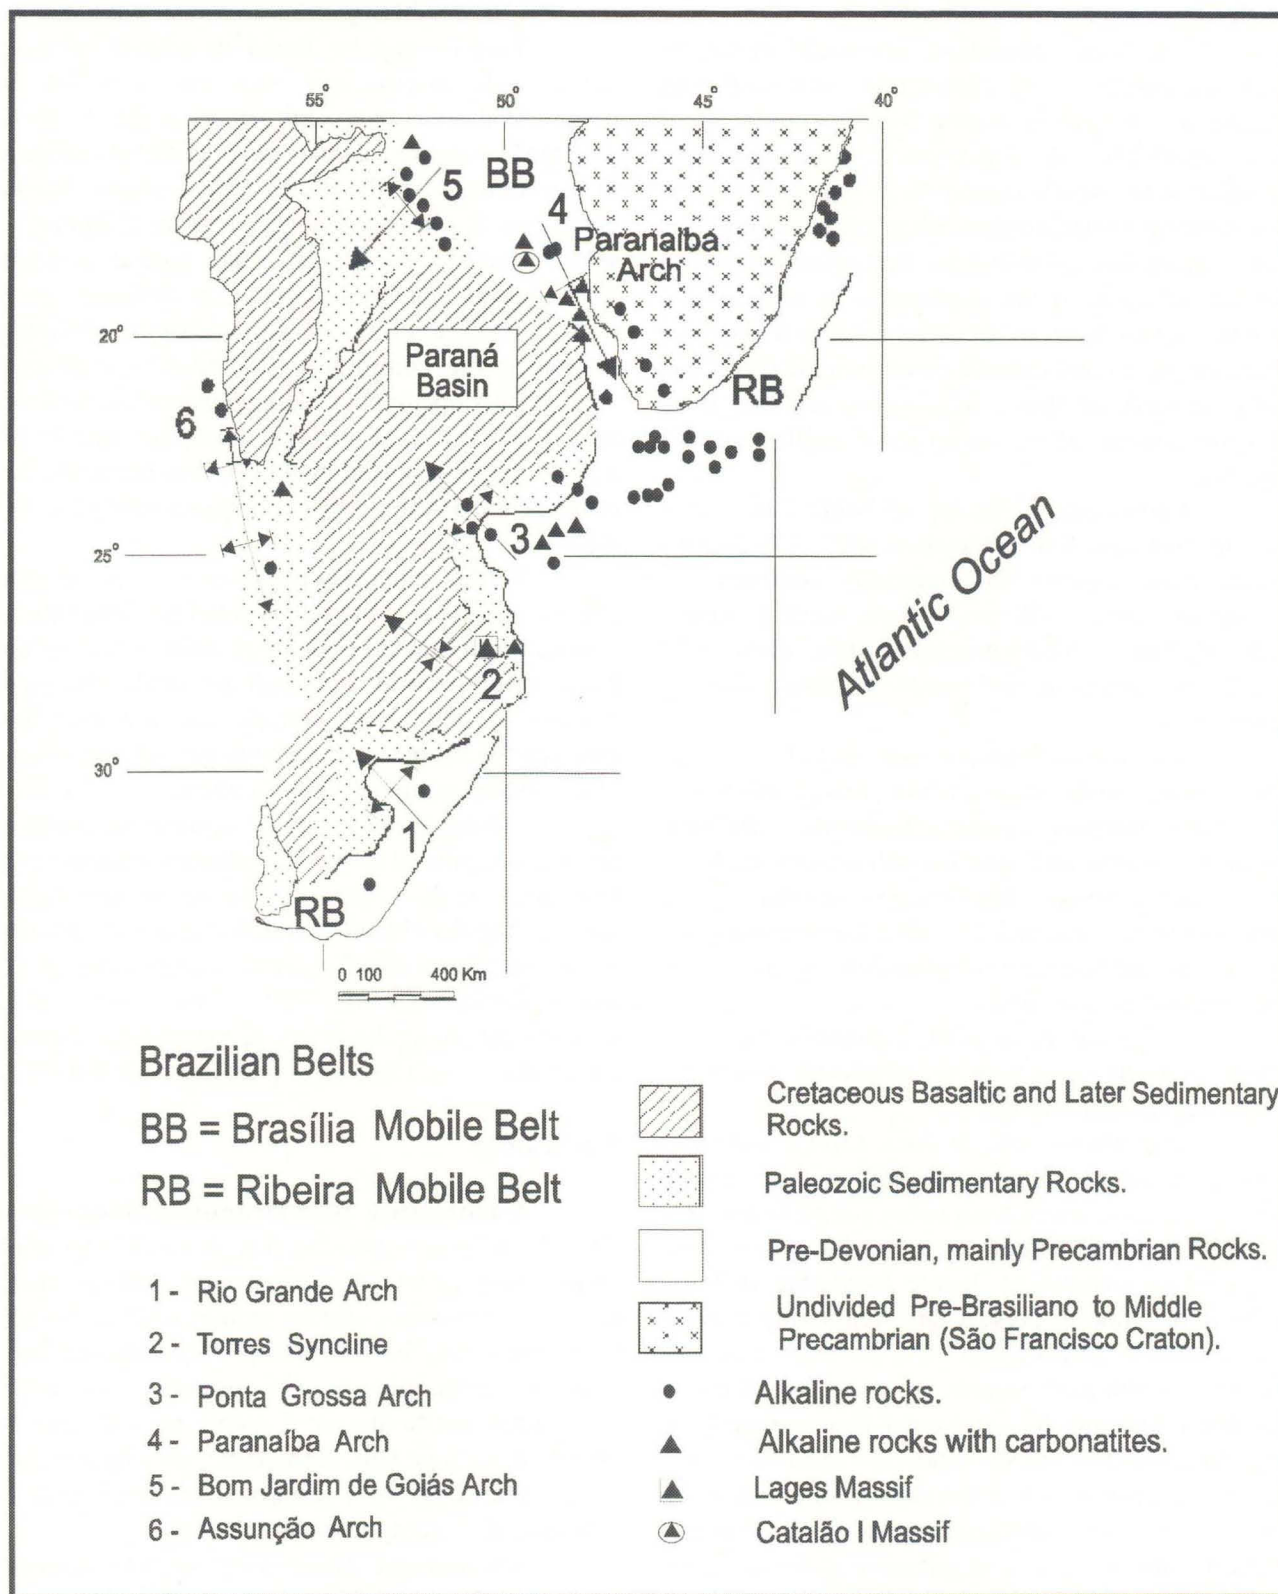 55°
50°
45°
40°
BB
5
4
Paranaíba
Arch
20°
Paraná
Basin
RB
6
3
25°
Atlantic Ocean
2
30°
1
RB
0 100 400 Km
Brazilian Belts
BB = Brasília Mobile Belt
RB = Ribeira Mobile Belt
1 - Rio Grande Arch
2 - Torres Syncline
3 - Ponta Grossa Arch
4 - Paranaíba Arch
5 - Bom Jardim de Goiás Arch
6 - Assunção Arch
Cretaceous Basaltic and Later Sedimentary
Rocks.
Paleozoic Sedimentary Rocks.
Pre-Devonian, mainly Precambrian Rocks.
Undivided Pre-Brasiliano to Middle
Precambrian (São Francisco Craton).
Alkaline rocks.
Alkaline rocks with carbonatites.
Lages Massif
Catalão I Massif